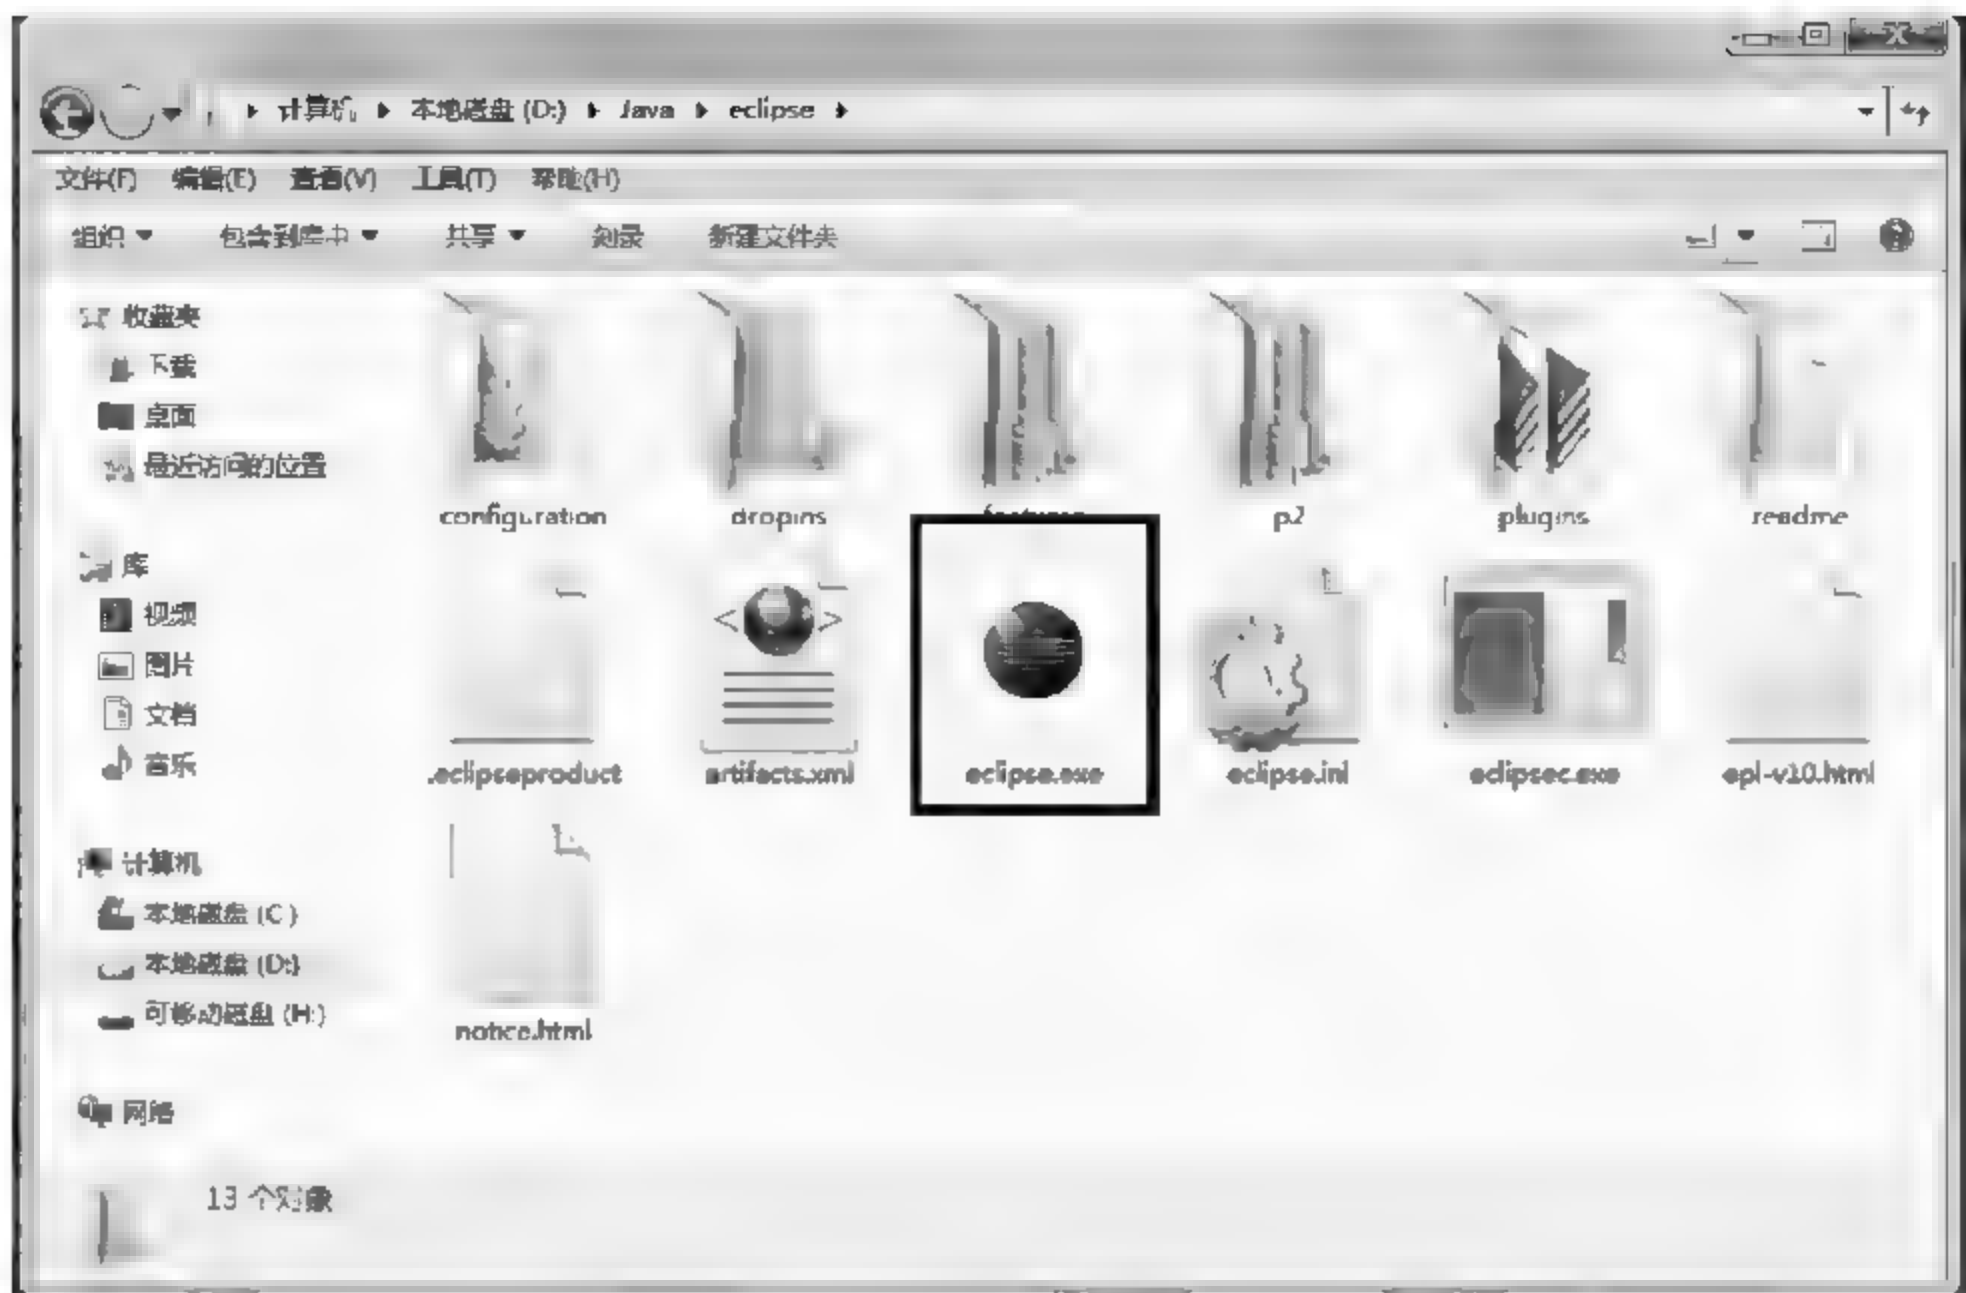 计算机 ▸ 本地磁盘 (D:) ▸ Java ▸ eclipse ▸
文件(F) 编辑(E) 查看(V) 工具(T) 帮助(H)
组织 包含到库中 共享 刻录 新建文件夹
收藏夹
下载
桌面
最近访问的位置
库
视频
图片
文档
音乐
计算机
本地磁盘 (C:)
本地磁盘 (D:)
可移动磁盘 (H:)
网络
configuration dropins features p2 plugins readme
.eclipseproduct artifacts.xml eclipse.exe eclipse.ini eclipsec.exe epl-v10.html
notice.html
13 个对象